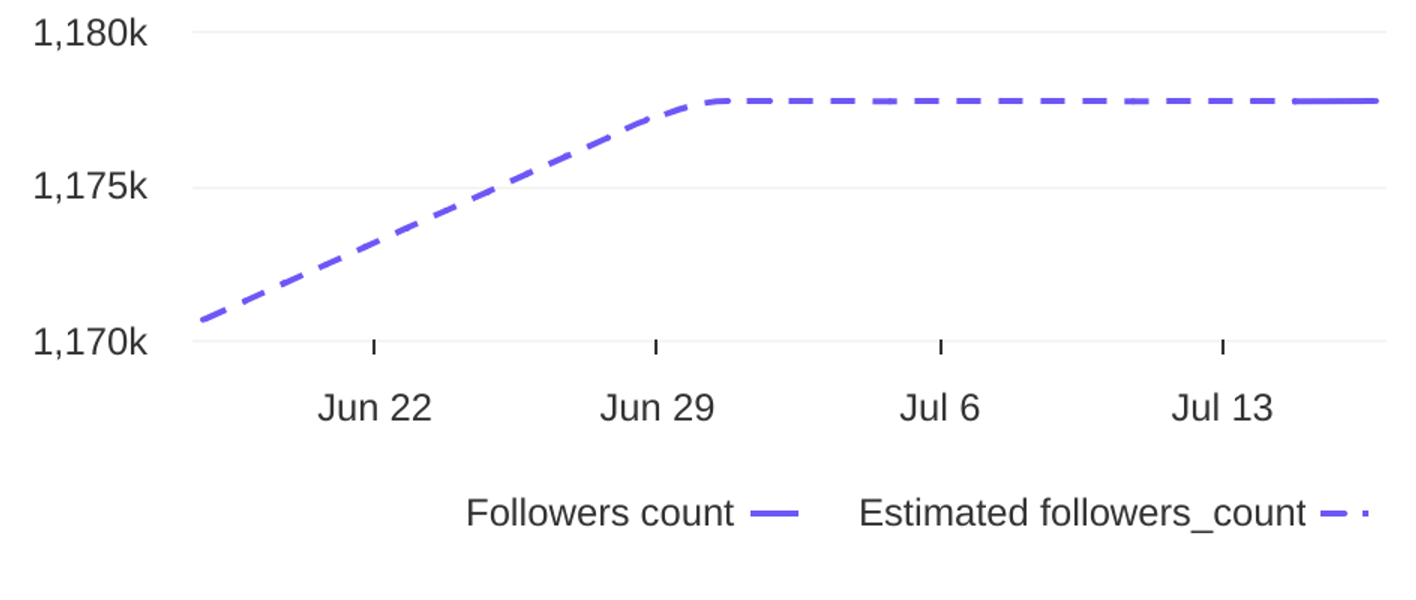 1,180k
1,175k
1,170k
Jun 22 Jun 29 Jul 6 Jul 13
Followers count Estimated followers_count